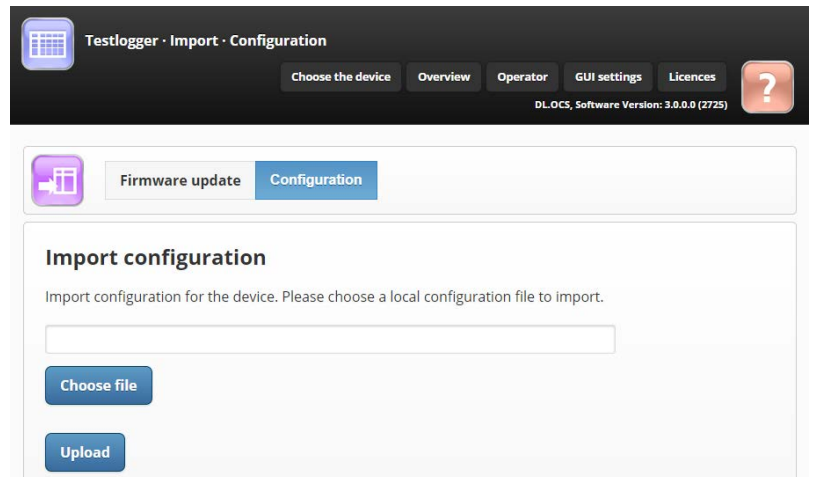 Testlogger · Import · Configuration
Choose the device Overview Operator GUI settings Licences
DL.OCS, Software Version: 3.0.0.0 (2725)
?
Firmware update Configuration
Import configuration
Import configuration for the device. Please choose a local configuration file to import.
Choose file
Upload